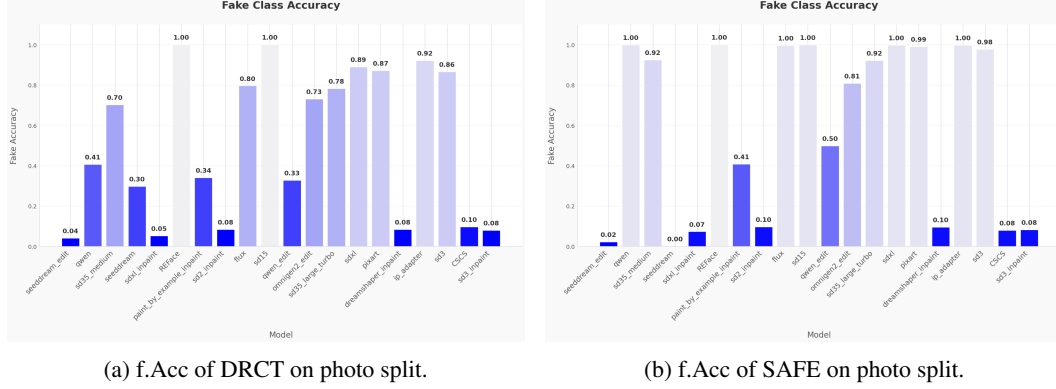 Fake Class Accuracy
Fake Accuracy
1.0
0.8
0.6
0.4
0.2
0.0
0.04
0.41
0.70
0.30
0.05
1.00
0.34
0.08
0.80
1.00
0.33
0.73
0.78
0.89
0.87
0.08
0.92
0.86
0.10
0.08
seeddream_edit
qwen
sd35_medium
seeddream
sdxl_inpaint
REFace
paint_by_example_inpaint
sd2_inpaint
flux
sd15
qwen_edit
omnigen2_edit
sd35_large_turbo
sdxl
pixart
dreamshaper_inpaint
ip_adapter
sd3
CSCS
sd3_inpaint
Model
(a) f.Acc of DRCT on photo split.
Fake Class Accuracy
Fake Accuracy
1.0
0.8
0.6
0.4
0.2
0.0
0.02
1.00
0.92
0.00
0.07
1.00
0.41
0.10
1.00
1.00
0.50
0.81
0.92
1.00
0.99
0.10
1.00
0.98
0.08
0.08
seeddream_edit
qwen
sd35_medium
seeddream
sdxl_inpaint
REFace
paint_by_example_inpaint
sd2_inpaint
flux
sd15
qwen_edit
omnigen2_edit
sd35_large_turbo
sdxl
pixart
dreamshaper_inpaint
ip_adapter
sd3
CSCS
sd3_inpaint
Model
(b) f.Acc of SAFE on photo split.